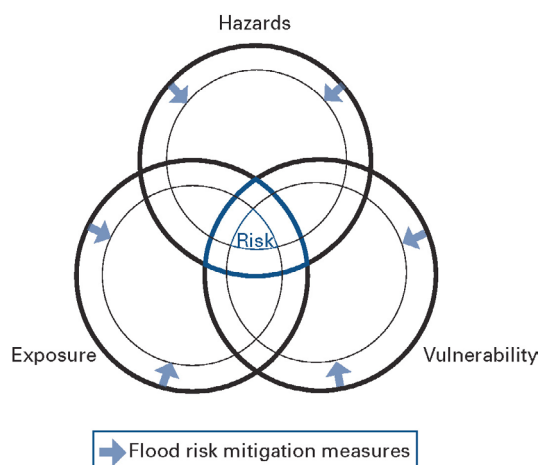 Hazards
Risk
Exposure
Vulnerability
Flood risk mitigation measures